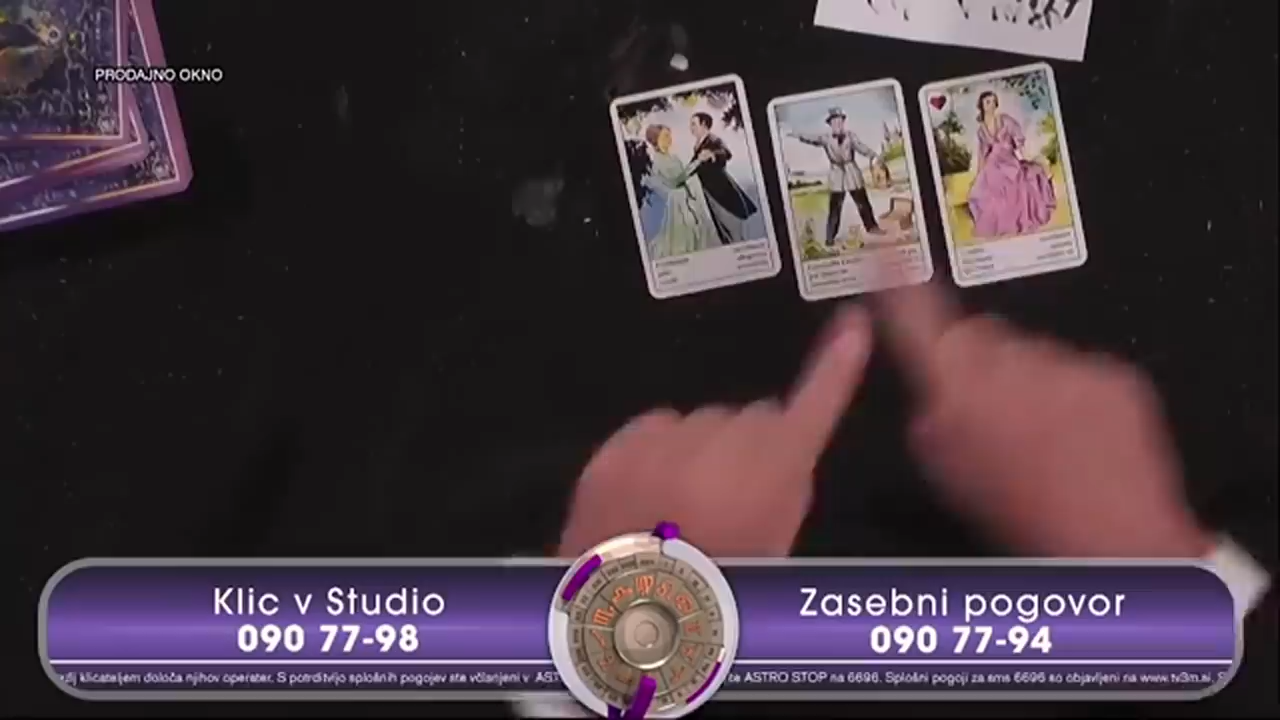 PRODAJNO OKNO
Klic v Studio
090 77-98
Zasebni pogovor
090 77-94
klicateljem določa njihov operater. S potrditvijo splošnih pogojev ste včlanjeni v AST
ASTRO STOP na 6696. Splošni pogoji za sms 6696 so objavljeni na www.tv3m.si. S